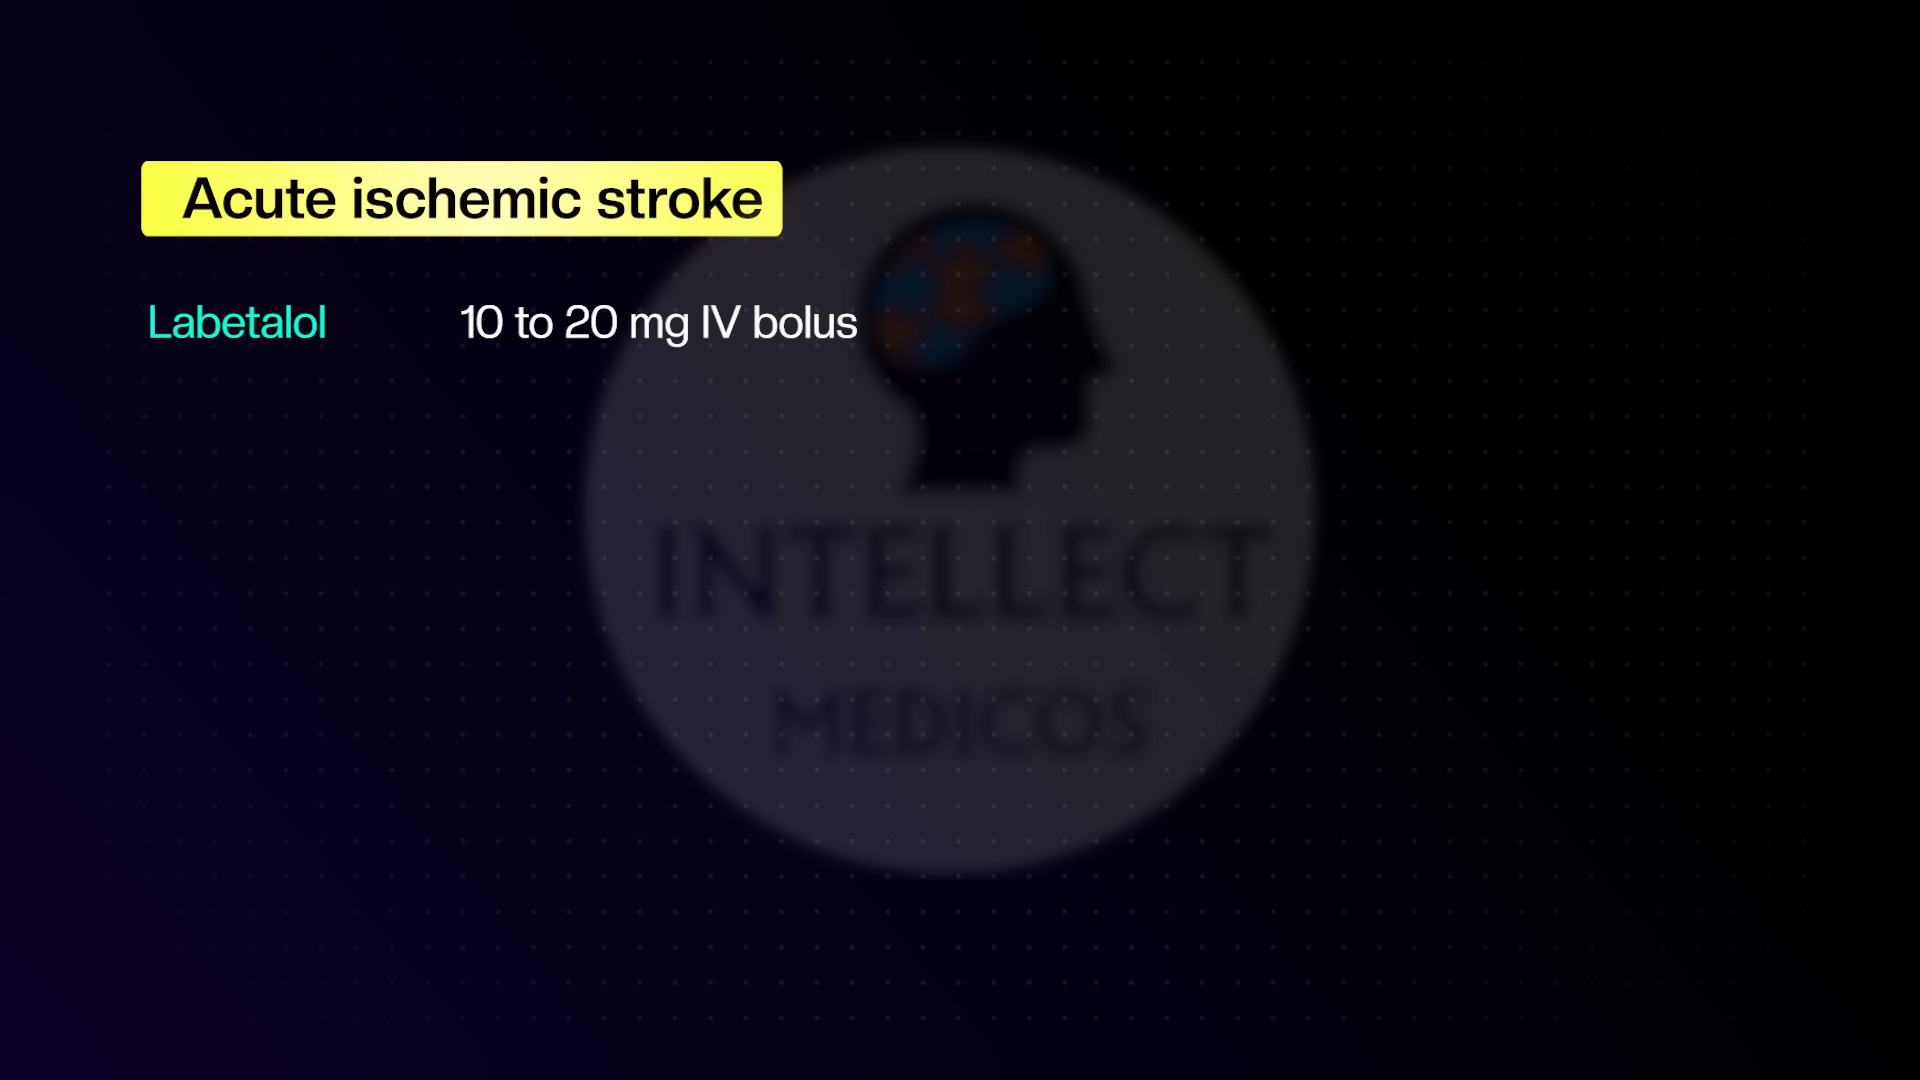 Acute ischemic stroke
Labetalol 10 to 20 mg IV bolus
INTELLECT
MEDICOS